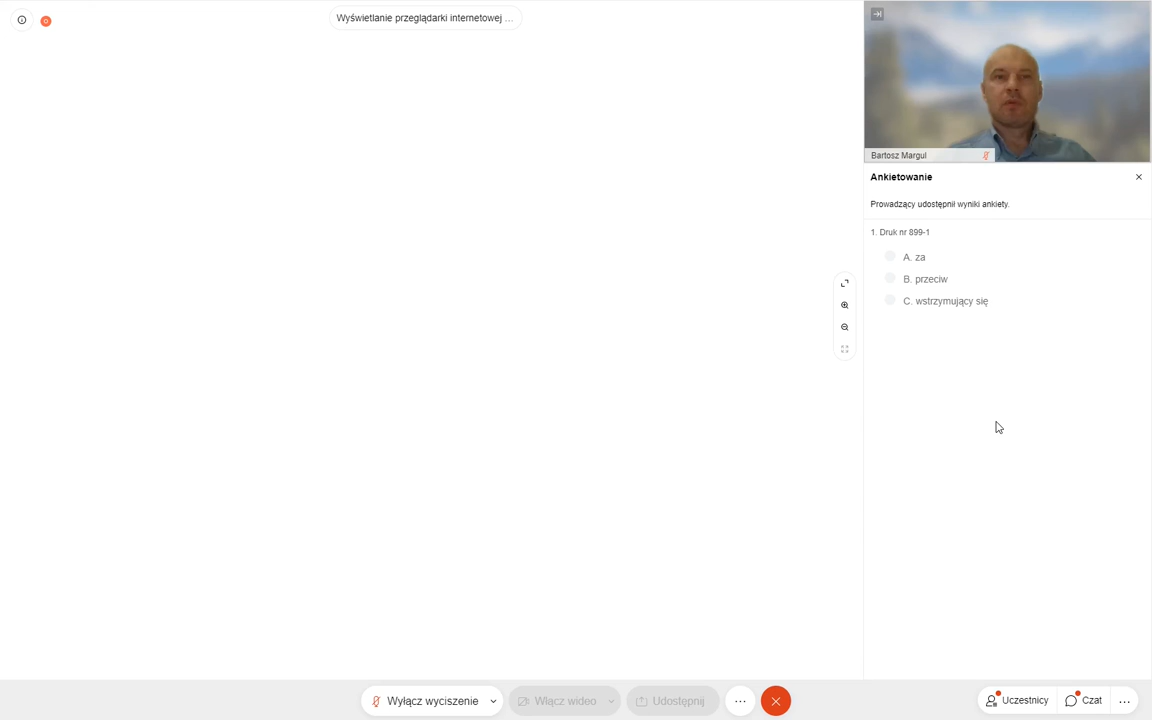 Wyświetlanie przeglądarki internetowej ...
Bartosz Margul
Ankietowanie
Prowadzący udostępnił wyniki ankiety.
1. Druk nr 899-1
A. za
B. przeciw
C. wstrzymujący się
Wyłącz wyciszenie
Włącz wideo
Udostępnij
Uczestnicy
Czat